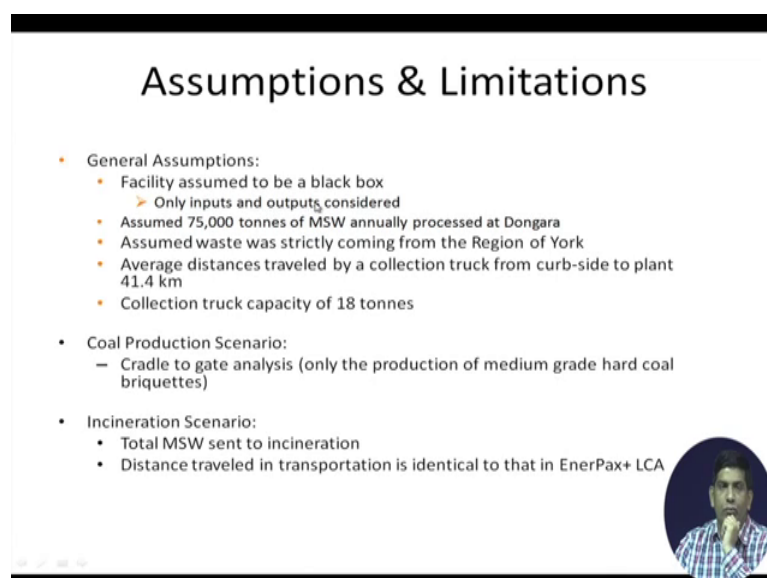 Assumptions & Limitations
General Assumptions:
Facility assumed to be a black box
Only inputs and outputs considered
Assumed 75,000 tonnes of MSW annually processed at Dongara
Assumed waste was strictly coming from the Region of York
Average distances traveled by a collection truck from curb-side to plant
41.4 km
Collection truck capacity of 18 tonnes
Coal Production Scenario:
– Cradle to gate analysis (only the production of medium grade hard coal
briquettes)
Incineration Scenario:
Total MSW sent to incineration
Distance traveled in transportation is identical to that in EnerPax+ LCA